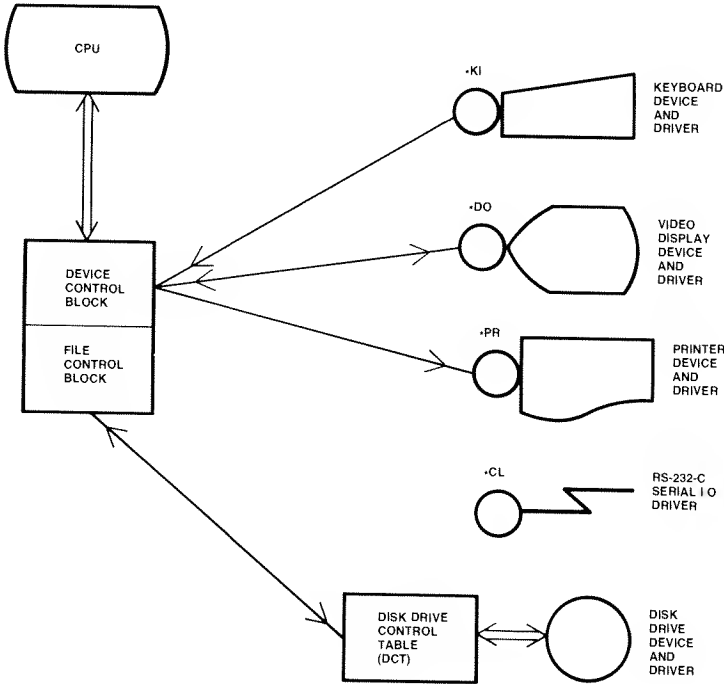 CPU
*KI
KEYBOARD
DEVICE
AND
DRIVER
*DO
VIDEO
DISPLAY
DEVICE
AND
DRIVER
DEVICE
CONTROL
BLOCK
FILE
CONTROL
BLOCK
*PR
PRINTER
DEVICE
AND
DRIVER
*CL
RS-232-C
SERIAL I O
DRIVER
DISK DRIVE
CONTROL
TABLE
(DCT)
DISK
DRIVE
DEVICE
AND
DRIVER